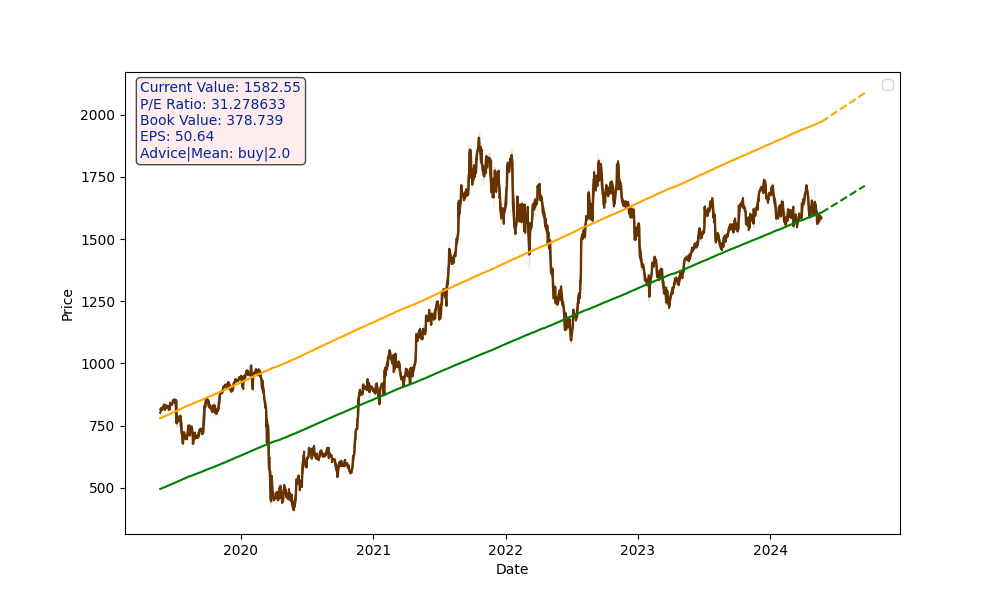 Current Value: 1582.55
P/E Ratio: 31.278633
Book Value: 378.739
EPS: 50.64
Advice|Mean: buy|2.0
2000
1750
1500
1250
1000
750
500
Price
2020
2021
2022
2023
2024
Date